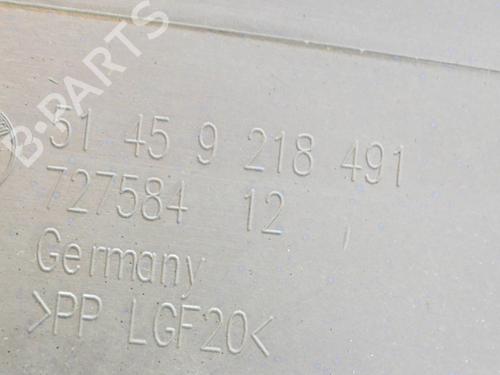 B-PARTS
51 45 9 218 491
727584 12
Germany
>PP LGF20<